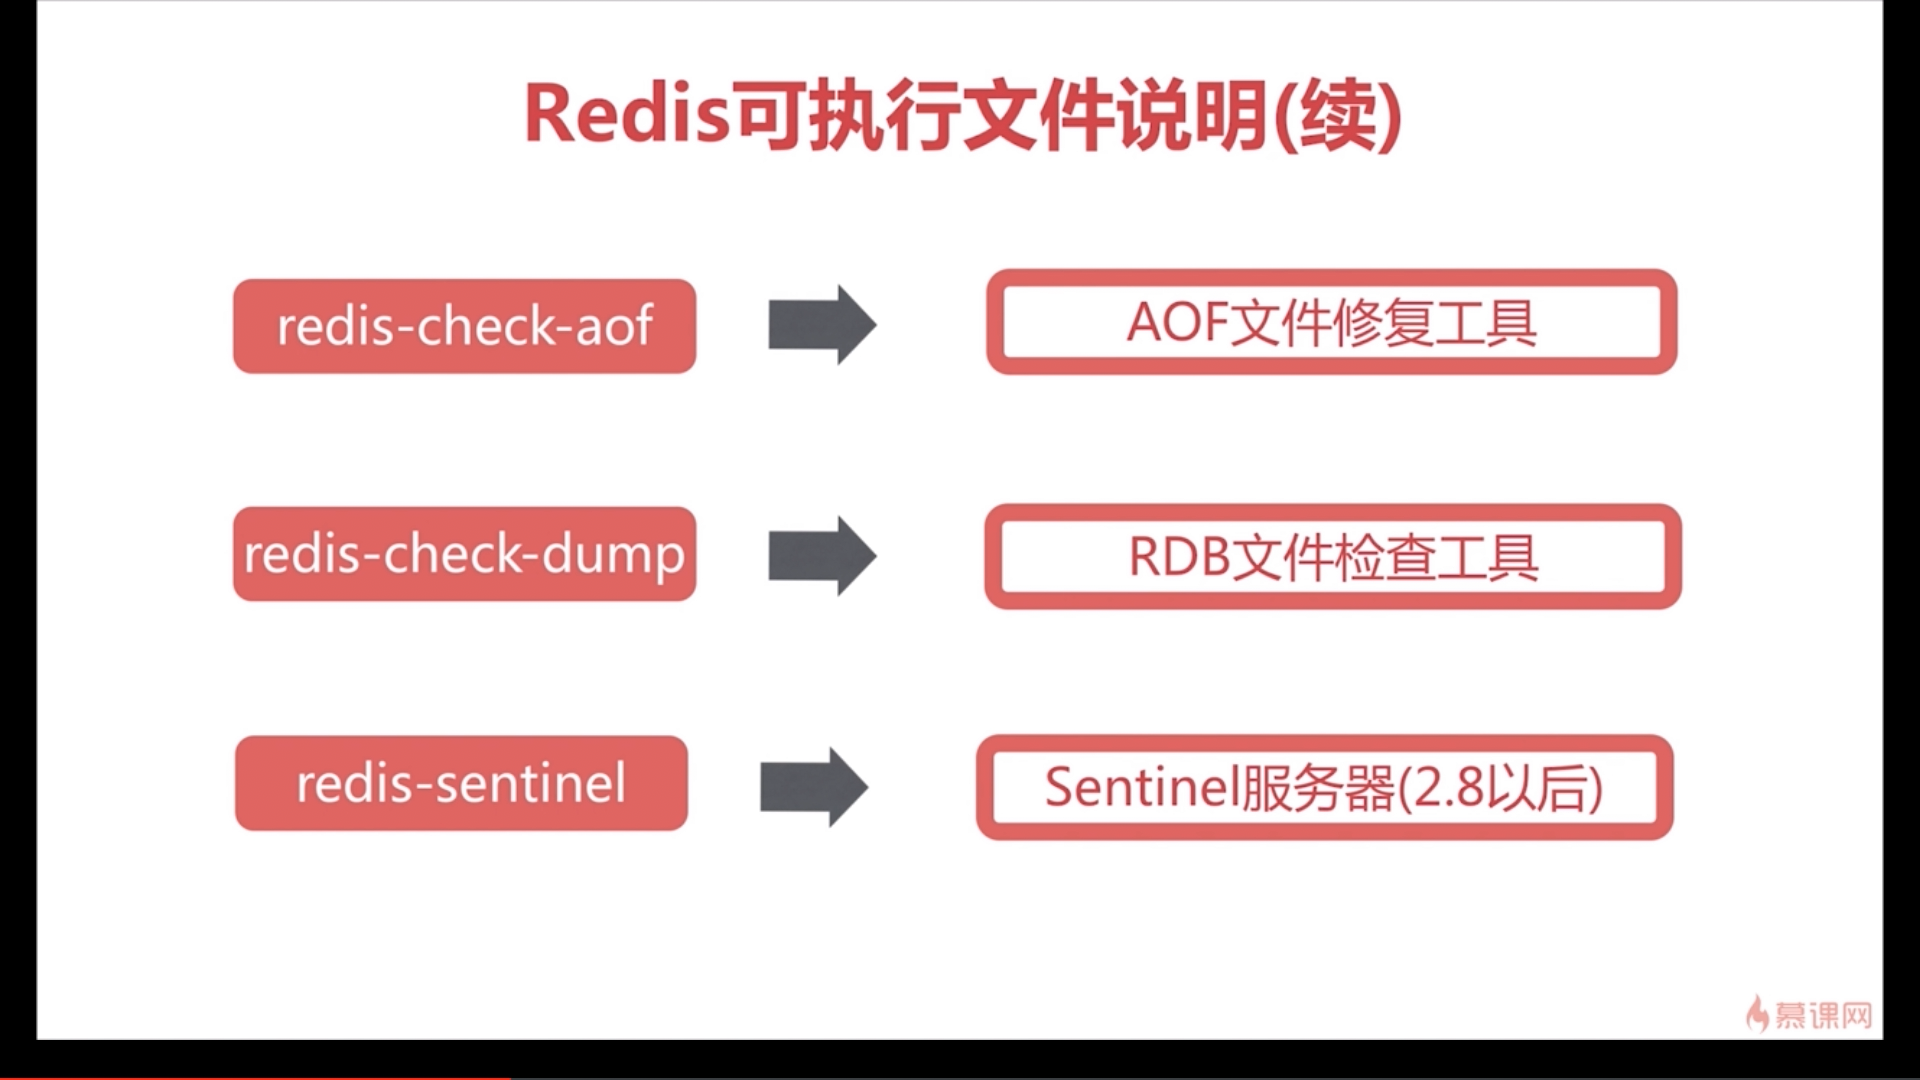 Redis可执行文件说明(续)
redis-check-aof
AOF文件修复工具
redis-check-dump
RDB文件检查工具
redis-sentinel
Sentinel服务器(2.8以后)
慕课网